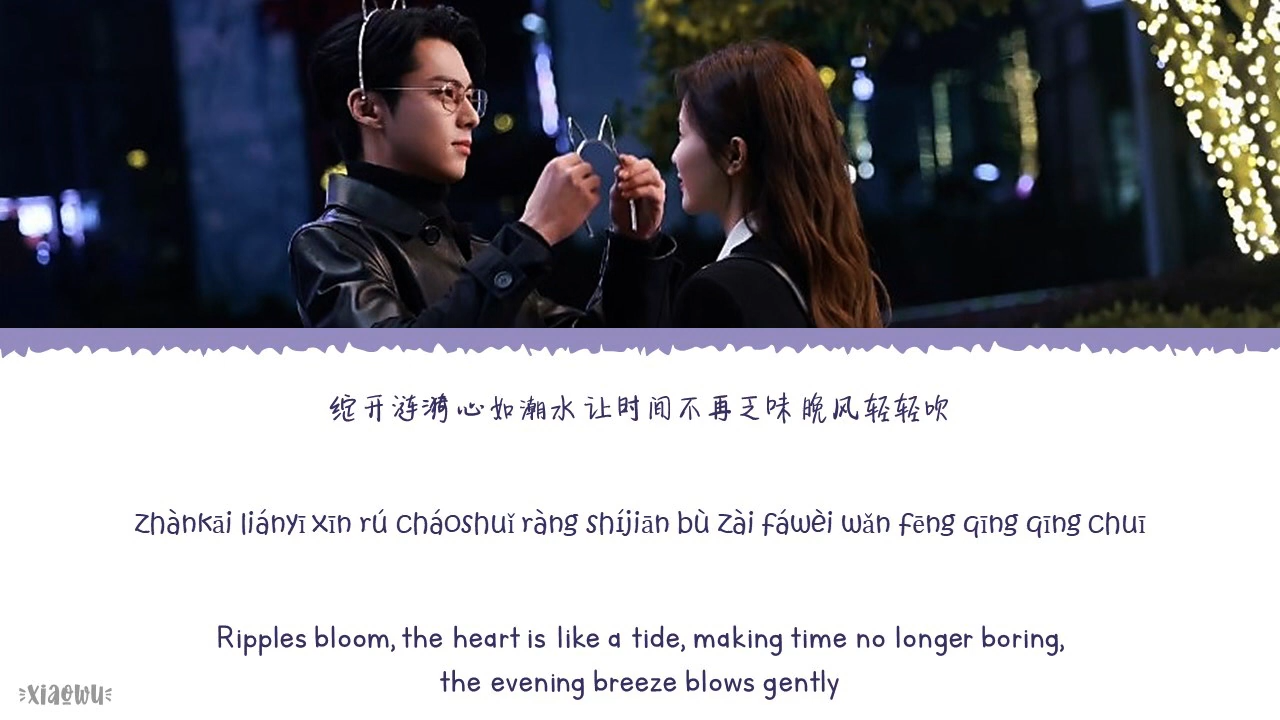 绽开涟漪心如潮水让时间不再乏味晚风轻轻吹
zhànkāi liányī xīn rú cháoshuǐ ràng shíjiān bù zài fáwèi wǎn fēng qīng qīng chuī
Ripples bloom, the heart is like a tide, making time no longer boring,
the evening breeze blows gently
xiaowu